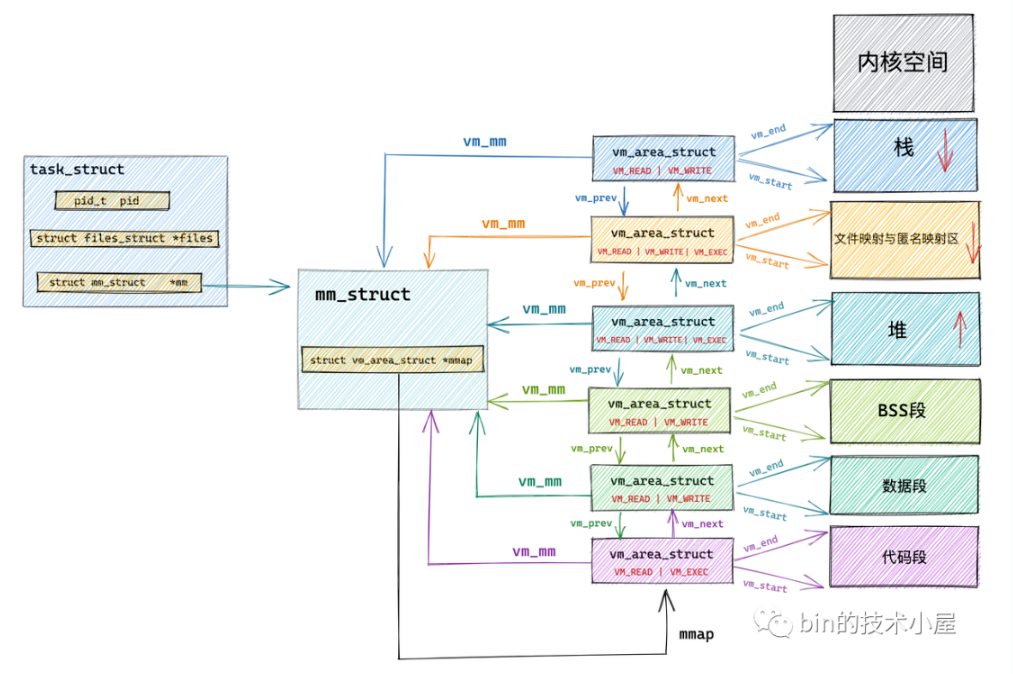 内核空间
vm_mm
vm_area_struct
VM_READ | VM_WRITE
vm_end
vm_start
栈
task_struct
pid_t pid
struct files_struct *files
struct mm_struct *mm
vm_prev
vm_next
vm_mm
vm_area_struct
VM_READ | VM_WRITE| VM_EXEC
vm_end
vm_start
文件映射与匿名映射区
vm_prev
vm_next
mm_struct
struct vm_area_struct *mmap
vm_mm
vm_area_struct
VM_READ | VM_WRITE| VM_EXEC
vm_end
vm_start
堆
vm_prev
vm_next
vm_mm
vm_area_struct
VM_READ | VM_WRITE
vm_end
vm_start
BSS段
vm_prev
vm_next
vm_mm
vm_area_struct
VM_READ | VM_WRITE
vm_end
vm_start
数据段
vm_prev
vm_next
vm_mm
vm_area_struct
VM_READ | VM_EXEC
vm_end
vm_start
代码段
mmap
bin的技术小屋